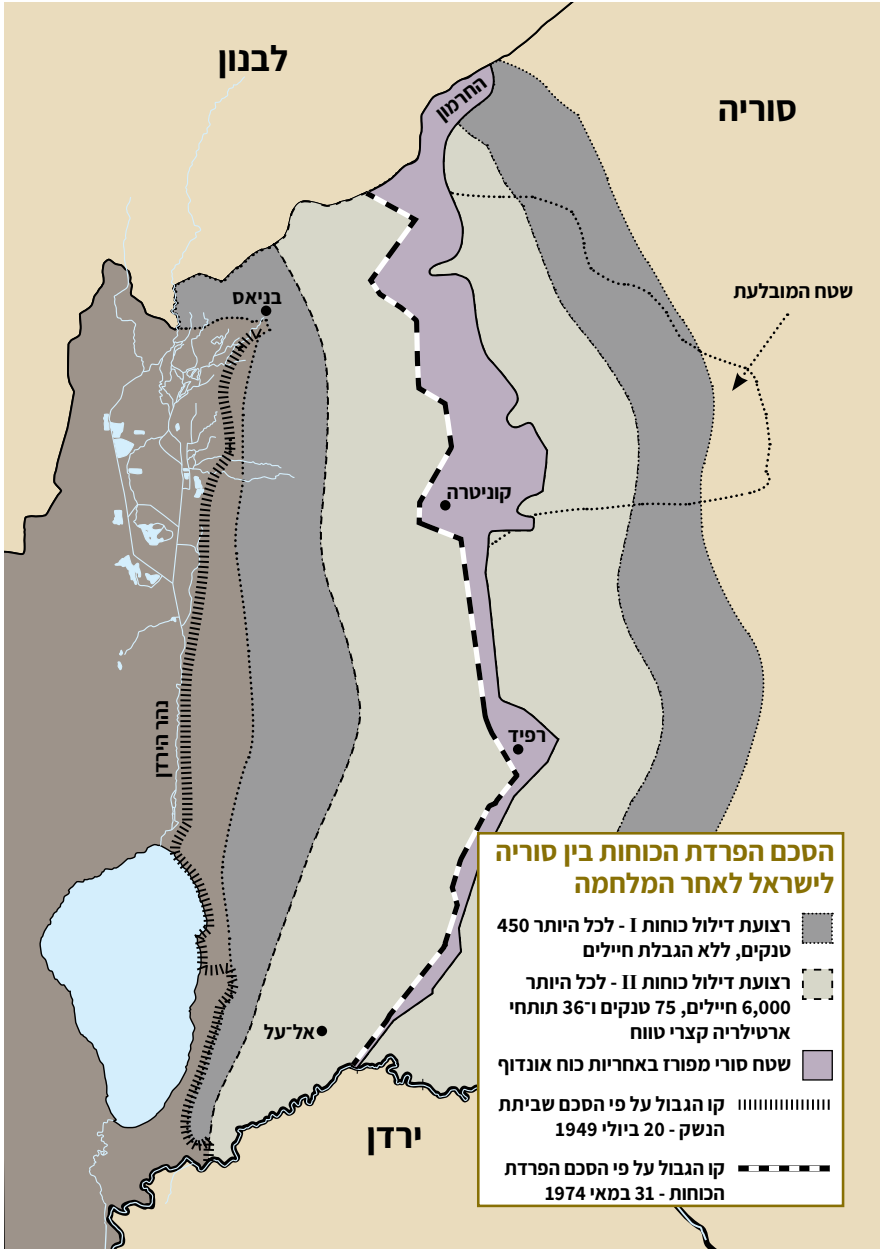 לבנון
סוריה
החרמון
שטח המובלעת
בניאס
קוניטרה
נהר הירדן
רפיד
אל־על
ירדן
הסכם הפרדת הכוחות בין סוריה
לישראל לאחר המלחמה
רצועת דילול כוחות I - לכל היותר 450
טנקים, ללא הגבלת חיילים
רצועת דילול כוחות II - לכל היותר
6,000 חיילים, 75 טנקים ו־36 תותחי
ארטילריה קצרי טווח
שטח סורי מפורז באחריות כוח אונדוף
קו הגבול על פי הסכם שביתת
הנשק - 20 ביולי 1949
קו הגבול על פי הסכם הפרדת
הכוחות - 31 במאי 1974